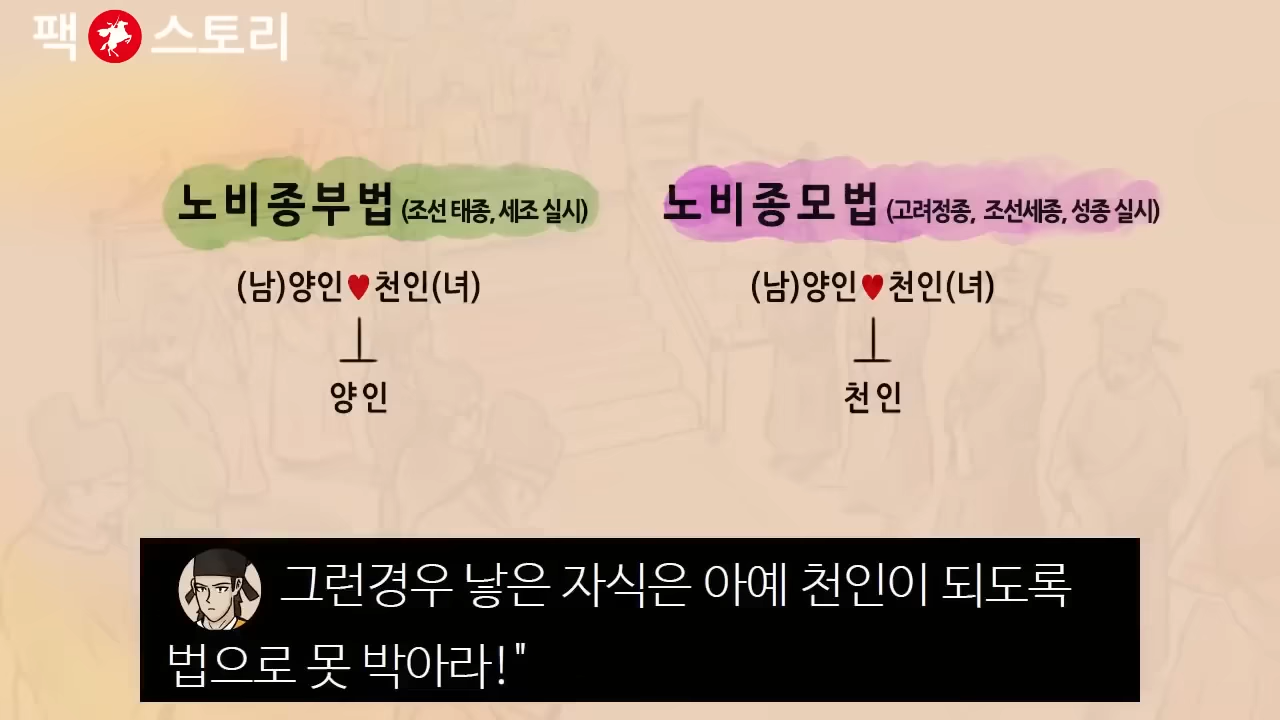 팩 스토리
노비종부법 (조선 태종, 세조 실시)
노비종모법 (고려정종, 조선세종, 성종 실시)
(남)양인♥천인(녀)
(남)양인♥천인(녀)
양인
천인
그런경우 낳은 자식은 아예 천인이 되도록
법으로 못 박아라!"